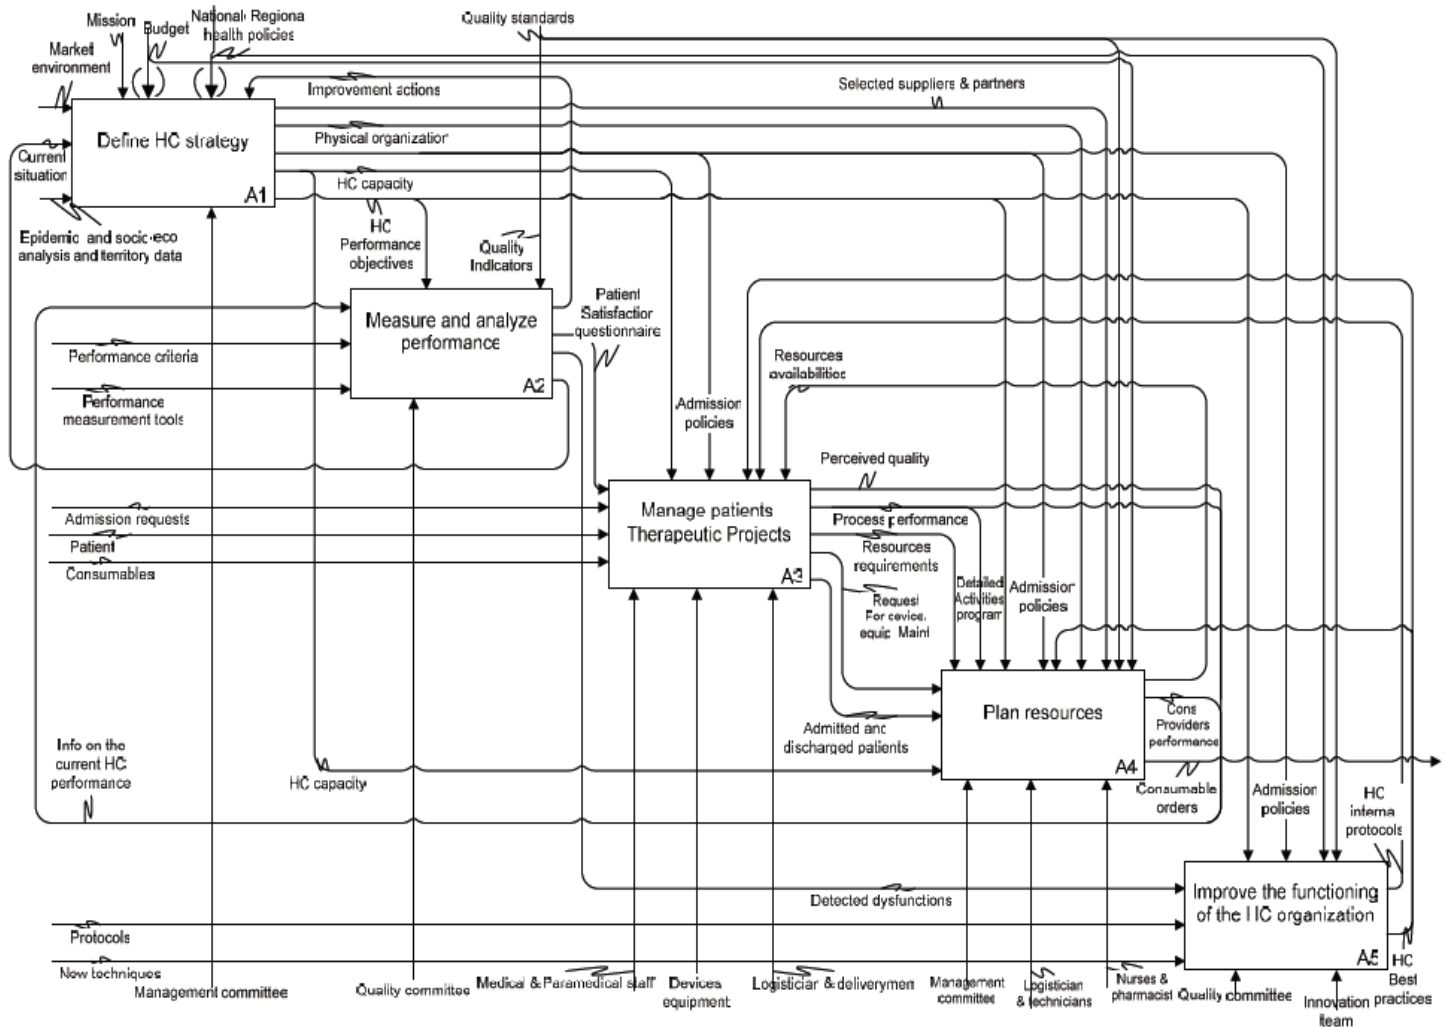 Mission
Budget
National Regional
health policies
Quality standards
Market
environment
Improvement actions
Selected suppliers & partners
Define HC strategy
A1
Physical organization
Current
situation
HC capacity
HC
Performance
objectives
Epidemic and socio-eco
analysis and territory data
Quality
Indicators
Patient
Satisfaction
questionnaire
Measure and analyze
performance
A2
Performance criteria
Performance
measurement tools
Resources
availabilities
Admission
policies
Perceived quality
Manage patients
Therapeutic Projects
A3
Admission requests
Patient
Consumables
Process performance
Resources
requirements
Detailed
Activities
program
Admission
policies
Request
For device,
equip Maint
Plan resources
A4
Admitted and
discharged patients
Cons
Providers
performance
Info on the
current HC
performance
HC capacity
Consumable
orders
Admission
policies
HC
interna
protocols
Detected dysfunctions
Improve the functioning
of the HC organization
A5
Protocols
New techniques
HC
Best
practices
Management committee
Quality committee
Medical & Paramedical staff
Devices
equipment
Logistician & deliverymen
Management
committee
Logistician
& technicians
Nurses &
pharmacist
Quality committee
Innovation
team